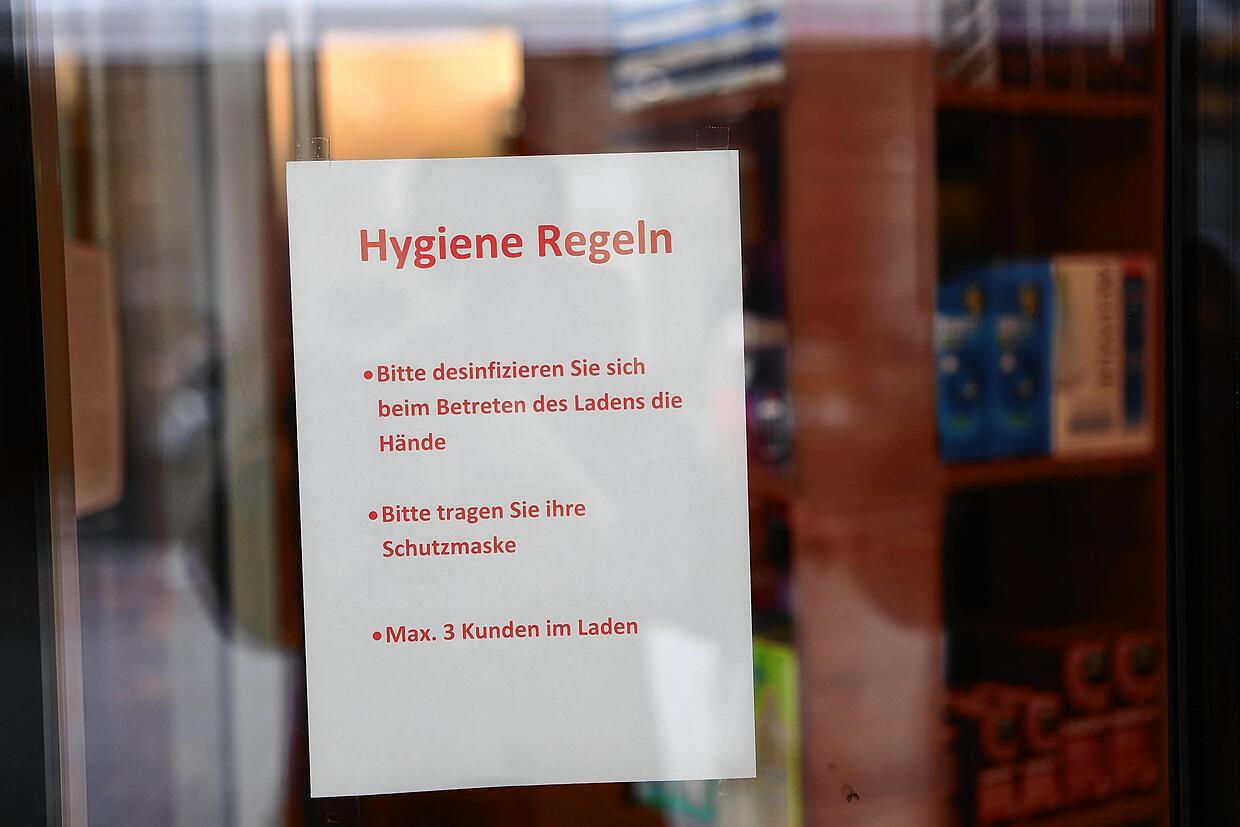 Hygiene Regeln
•Bitte desinfizieren Sie sich
beim Betreten des Ladens die
Hände
•Bitte tragen Sie ihre
Schutzmaske
•Max. 3 Kunden im Laden